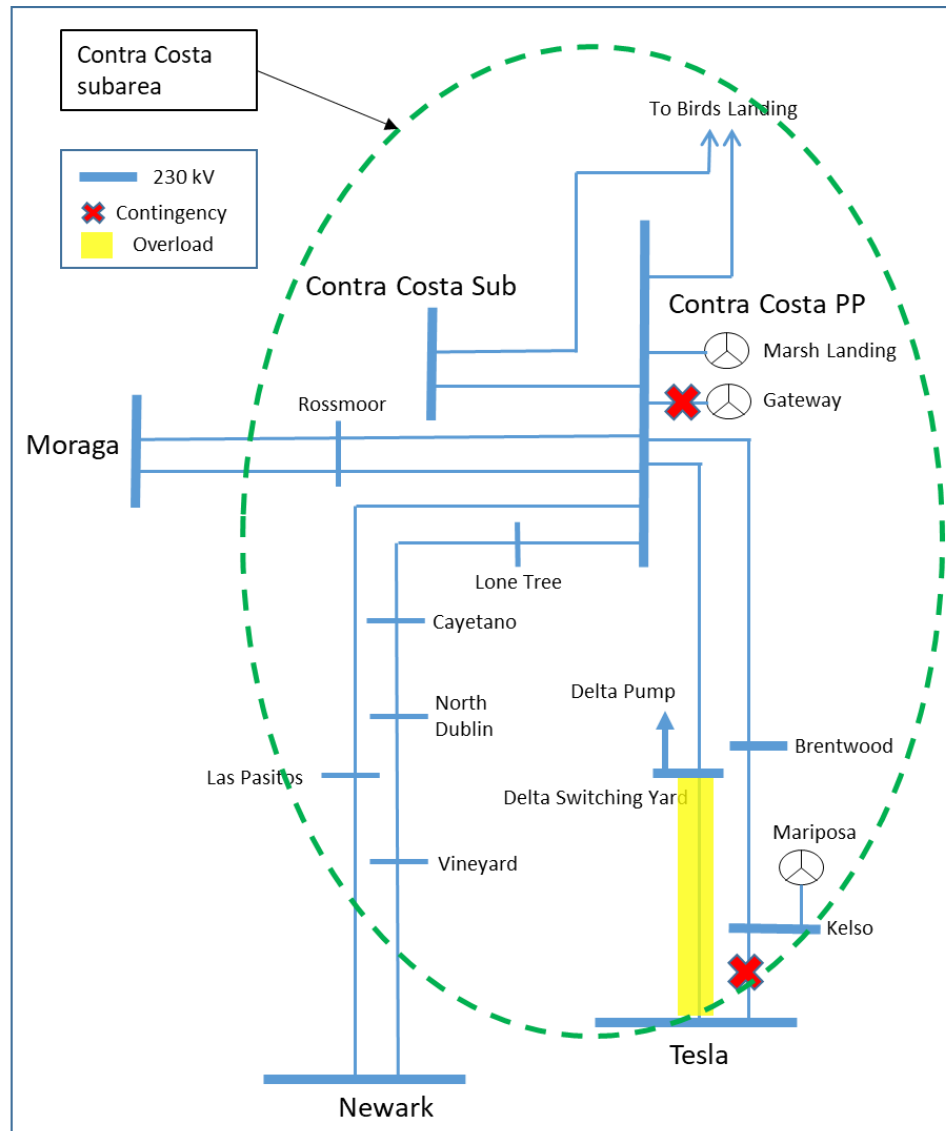 Contra Costa
subarea
To Birds Landing
230 kV
Contingency
Overload
Contra Costa Sub
Contra Costa PP
Marsh Landing
Gateway
Rossmoor
Moraga
Lone Tree
Cayetano
Delta Pump
North
Dublin
Brentwood
Las Pasitos
Delta Switching Yard
Mariposa
Vineyard
Kelso
Tesla
Newark